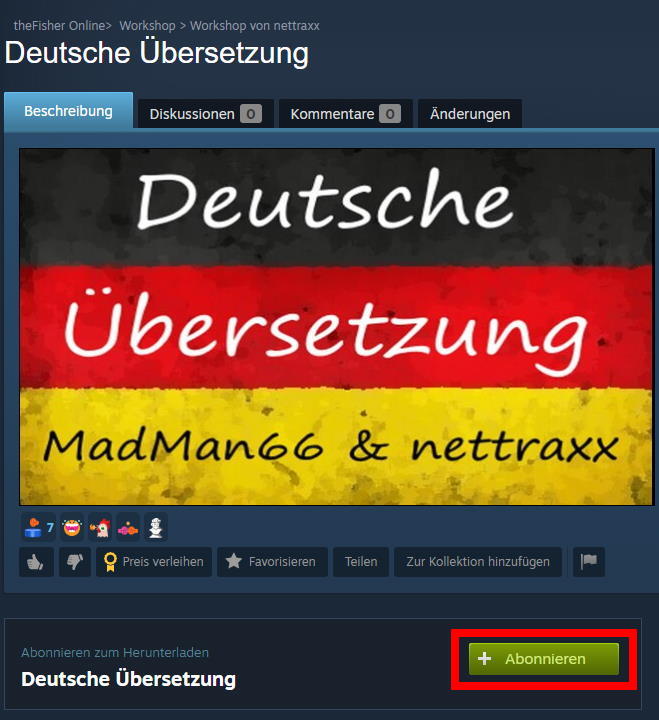 theFisher Online> Workshop > Workshop von nettraxx
Deutsche Übersetzung
Beschreibung Diskussionen 0 Kommentare 0 Änderungen
Deutsche
Übersetzung
MadMan66 & nettraxx
7
Preis verleihen Favorisieren Teilen Zur Kollektion hinzufügen
Abonnieren zum Herunterladen
Deutsche Übersetzung
+ Abonnieren